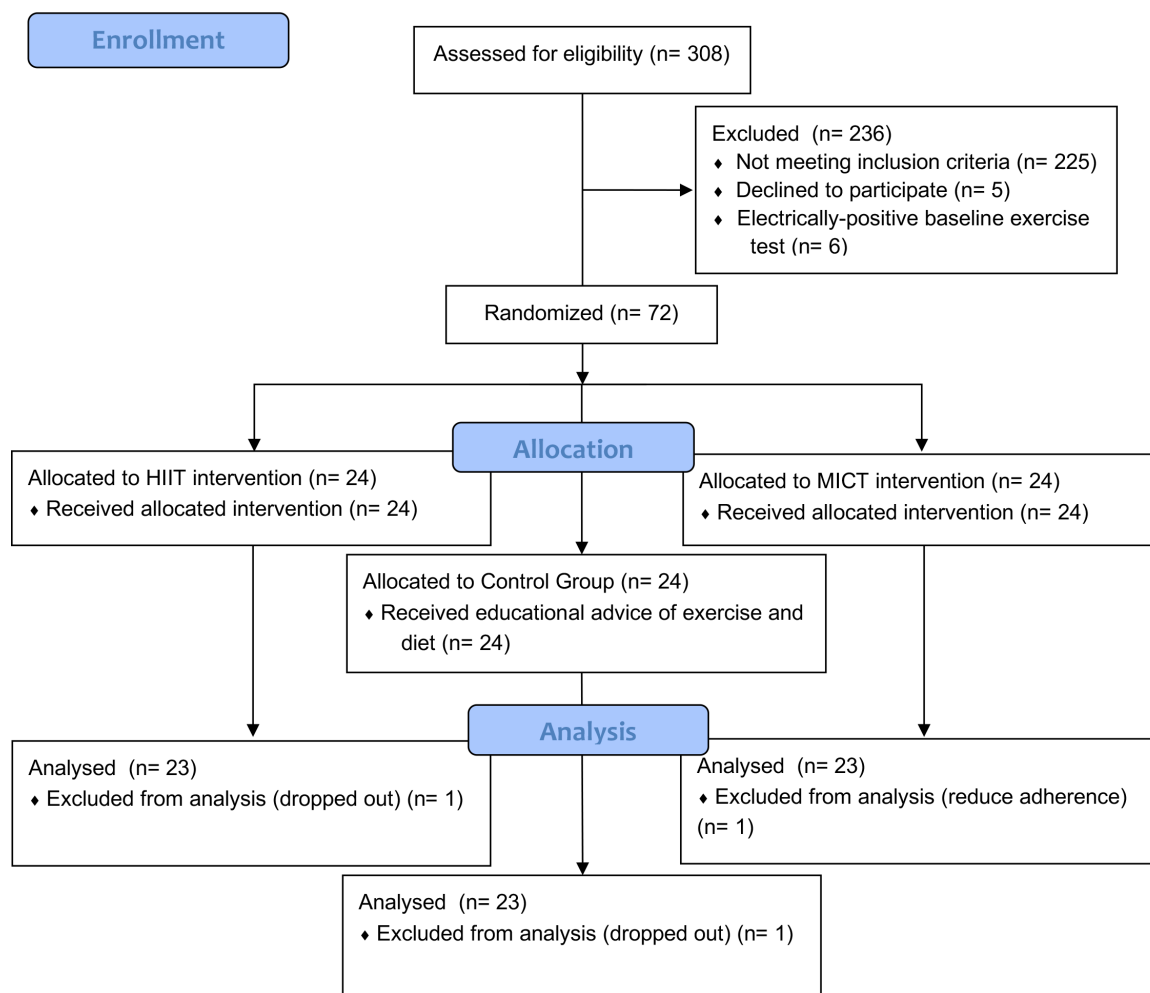 Enrollment
Assessed for eligibility (n= 308)
Excluded (n= 236)
♦ Not meeting inclusion criteria (n= 225)
♦ Declined to participate (n= 5)
♦ Electrically-positive baseline exercise
test (n= 6)
Randomized (n= 72)
Allocation
Allocated to HIIT intervention (n= 24)
♦ Received allocated intervention (n= 24)
Allocated to MICT intervention (n= 24)
♦ Received allocated intervention (n= 24)
Allocated to Control Group (n= 24)
♦ Received educational advice of exercise and
diet (n= 24)
Analysis
Analysed (n= 23)
♦ Excluded from analysis (dropped out) (n= 1)
Analysed (n= 23)
♦ Excluded from analysis (reduce adherence)
(n= 1)
Analysed (n= 23)
♦ Excluded from analysis (dropped out) (n= 1)